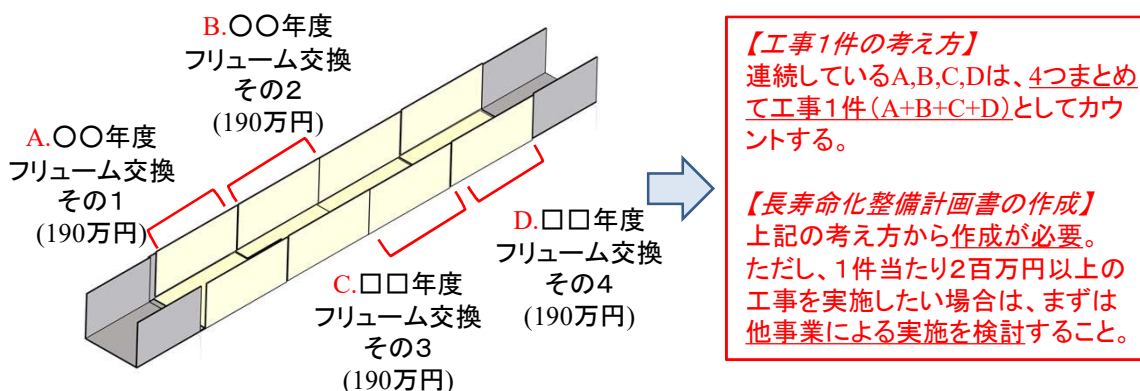 B.〇〇年度
フリューム交換
その2
(190万円)
A.〇〇年度
フリューム交換
その1
(190万円)
C.□□年度
フリューム交換
その3
(190万円)
D.□□年度
フリューム交換
その4
(190万円)
【工事1件の考え方】
連続しているA,B,C,Dは、4つまとめ
て工事1件(A+B+C+D)としてカウ
ントする。
【長寿命化整備計画書の作成】
上記の考え方から作成が必要。
ただし、1件当たり2百万円以上の
工事を実施したい場合は、まずは
他事業による実施を検討すること。